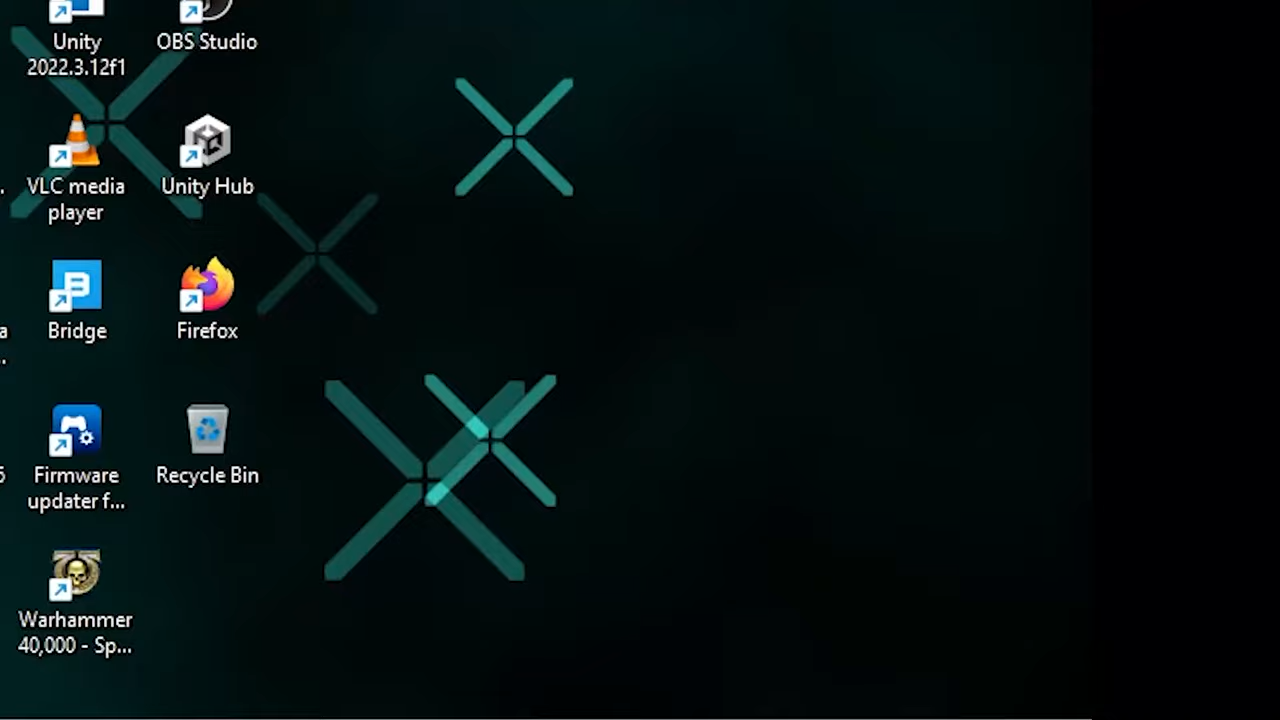 Unity
2022.3.12f1
OBS Studio
VLC media
player
Unity Hub
Bridge
Firefox
Firmware
updater f...
Recycle Bin
Warhammer
40,000 - Sp...